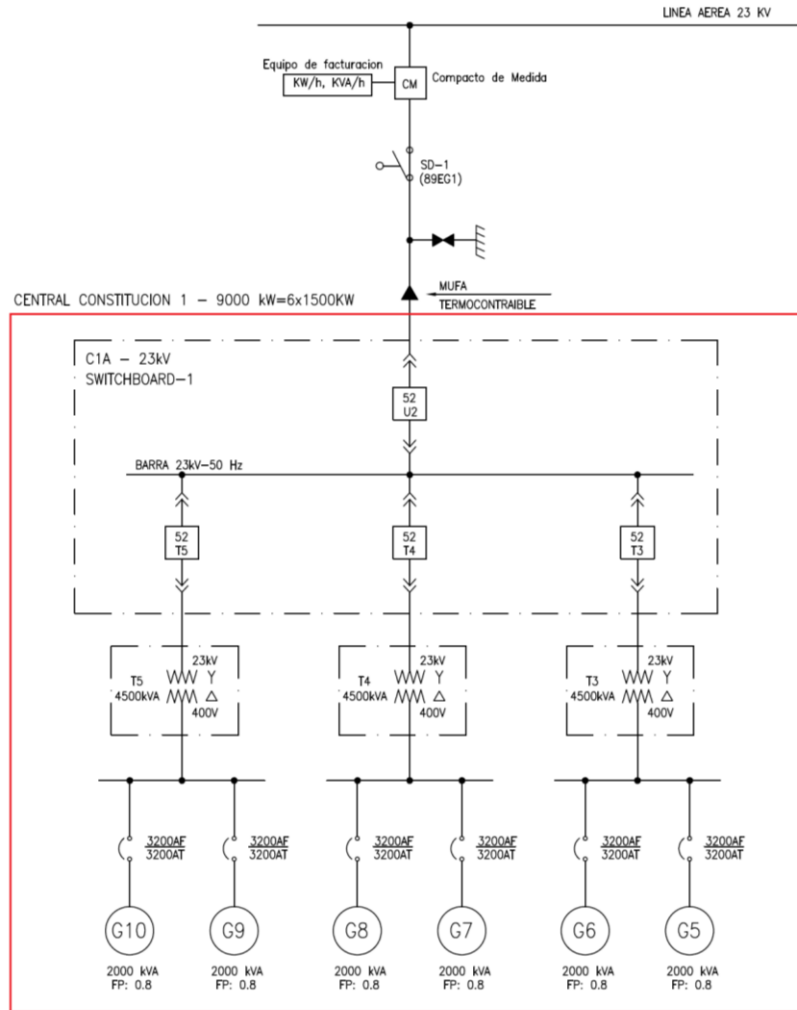 LINEA AEREA 23 KV
Equipo de facturacion
KW/h, KVA/h
CM
Compacto de Medida
SD-1
(89EG1)
MUFA
TERMOCONTRAIBLE
CENTRAL CONSTITUCION 1 - 9000 kW=6x1500KW
C1A - 23kV
SWITCHBOARD-1
52
U2
BARRA 23kV-50 Hz
52
T5
52
T4
52
T3
T5
4500kVA
23kV
Y
△
400V
T4
4500kVA
23kV
Y
△
400V
T3
4500kVA
23kV
Y
△
400V
3200AF
3200AT
3200AF
3200AT
3200AF
3200AT
3200AF
3200AT
3200AF
3200AT
3200AF
3200AT
G10
G9
G8
G7
G6
G5
2000 kVA
FP: 0.8
2000 kVA
FP: 0.8
2000 kVA
FP: 0.8
2000 kVA
FP: 0.8
2000 kVA
FP: 0.8
2000 kVA
FP: 0.8